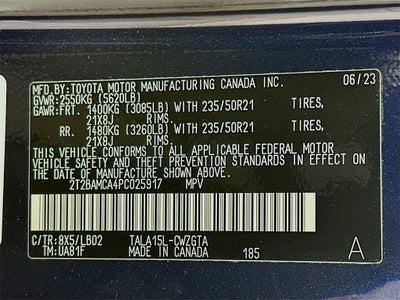 MFD.BY:TOYOTA MOTOR MANUFACTURING CANADA INC. 06/23
GVWR:2550KG (5620LB)
GAWR:FRT. 1400KG (3085LB) WITH 235/50R21 TIRES,
21X8J RIMS,
RR. 1480KG (3260LB) WITH 235/50R21 TIRES,
21X8J RIMS,
THIS VEHICLE CONFORMS TO ALL APPLICABLE FEDERAL MOTOR
VEHICLE SAFETY AND THEFT PREVENTION STANDARDS IN EFFECT ON
THE DATE OF MANUFACTURE SHOWN ABOVE.
2T2BAMCA4PC025917 MPV
C/TR:8X5/LB02 TALA15L-CWZGTA A
TM:UA81F MADE IN CANADA 185